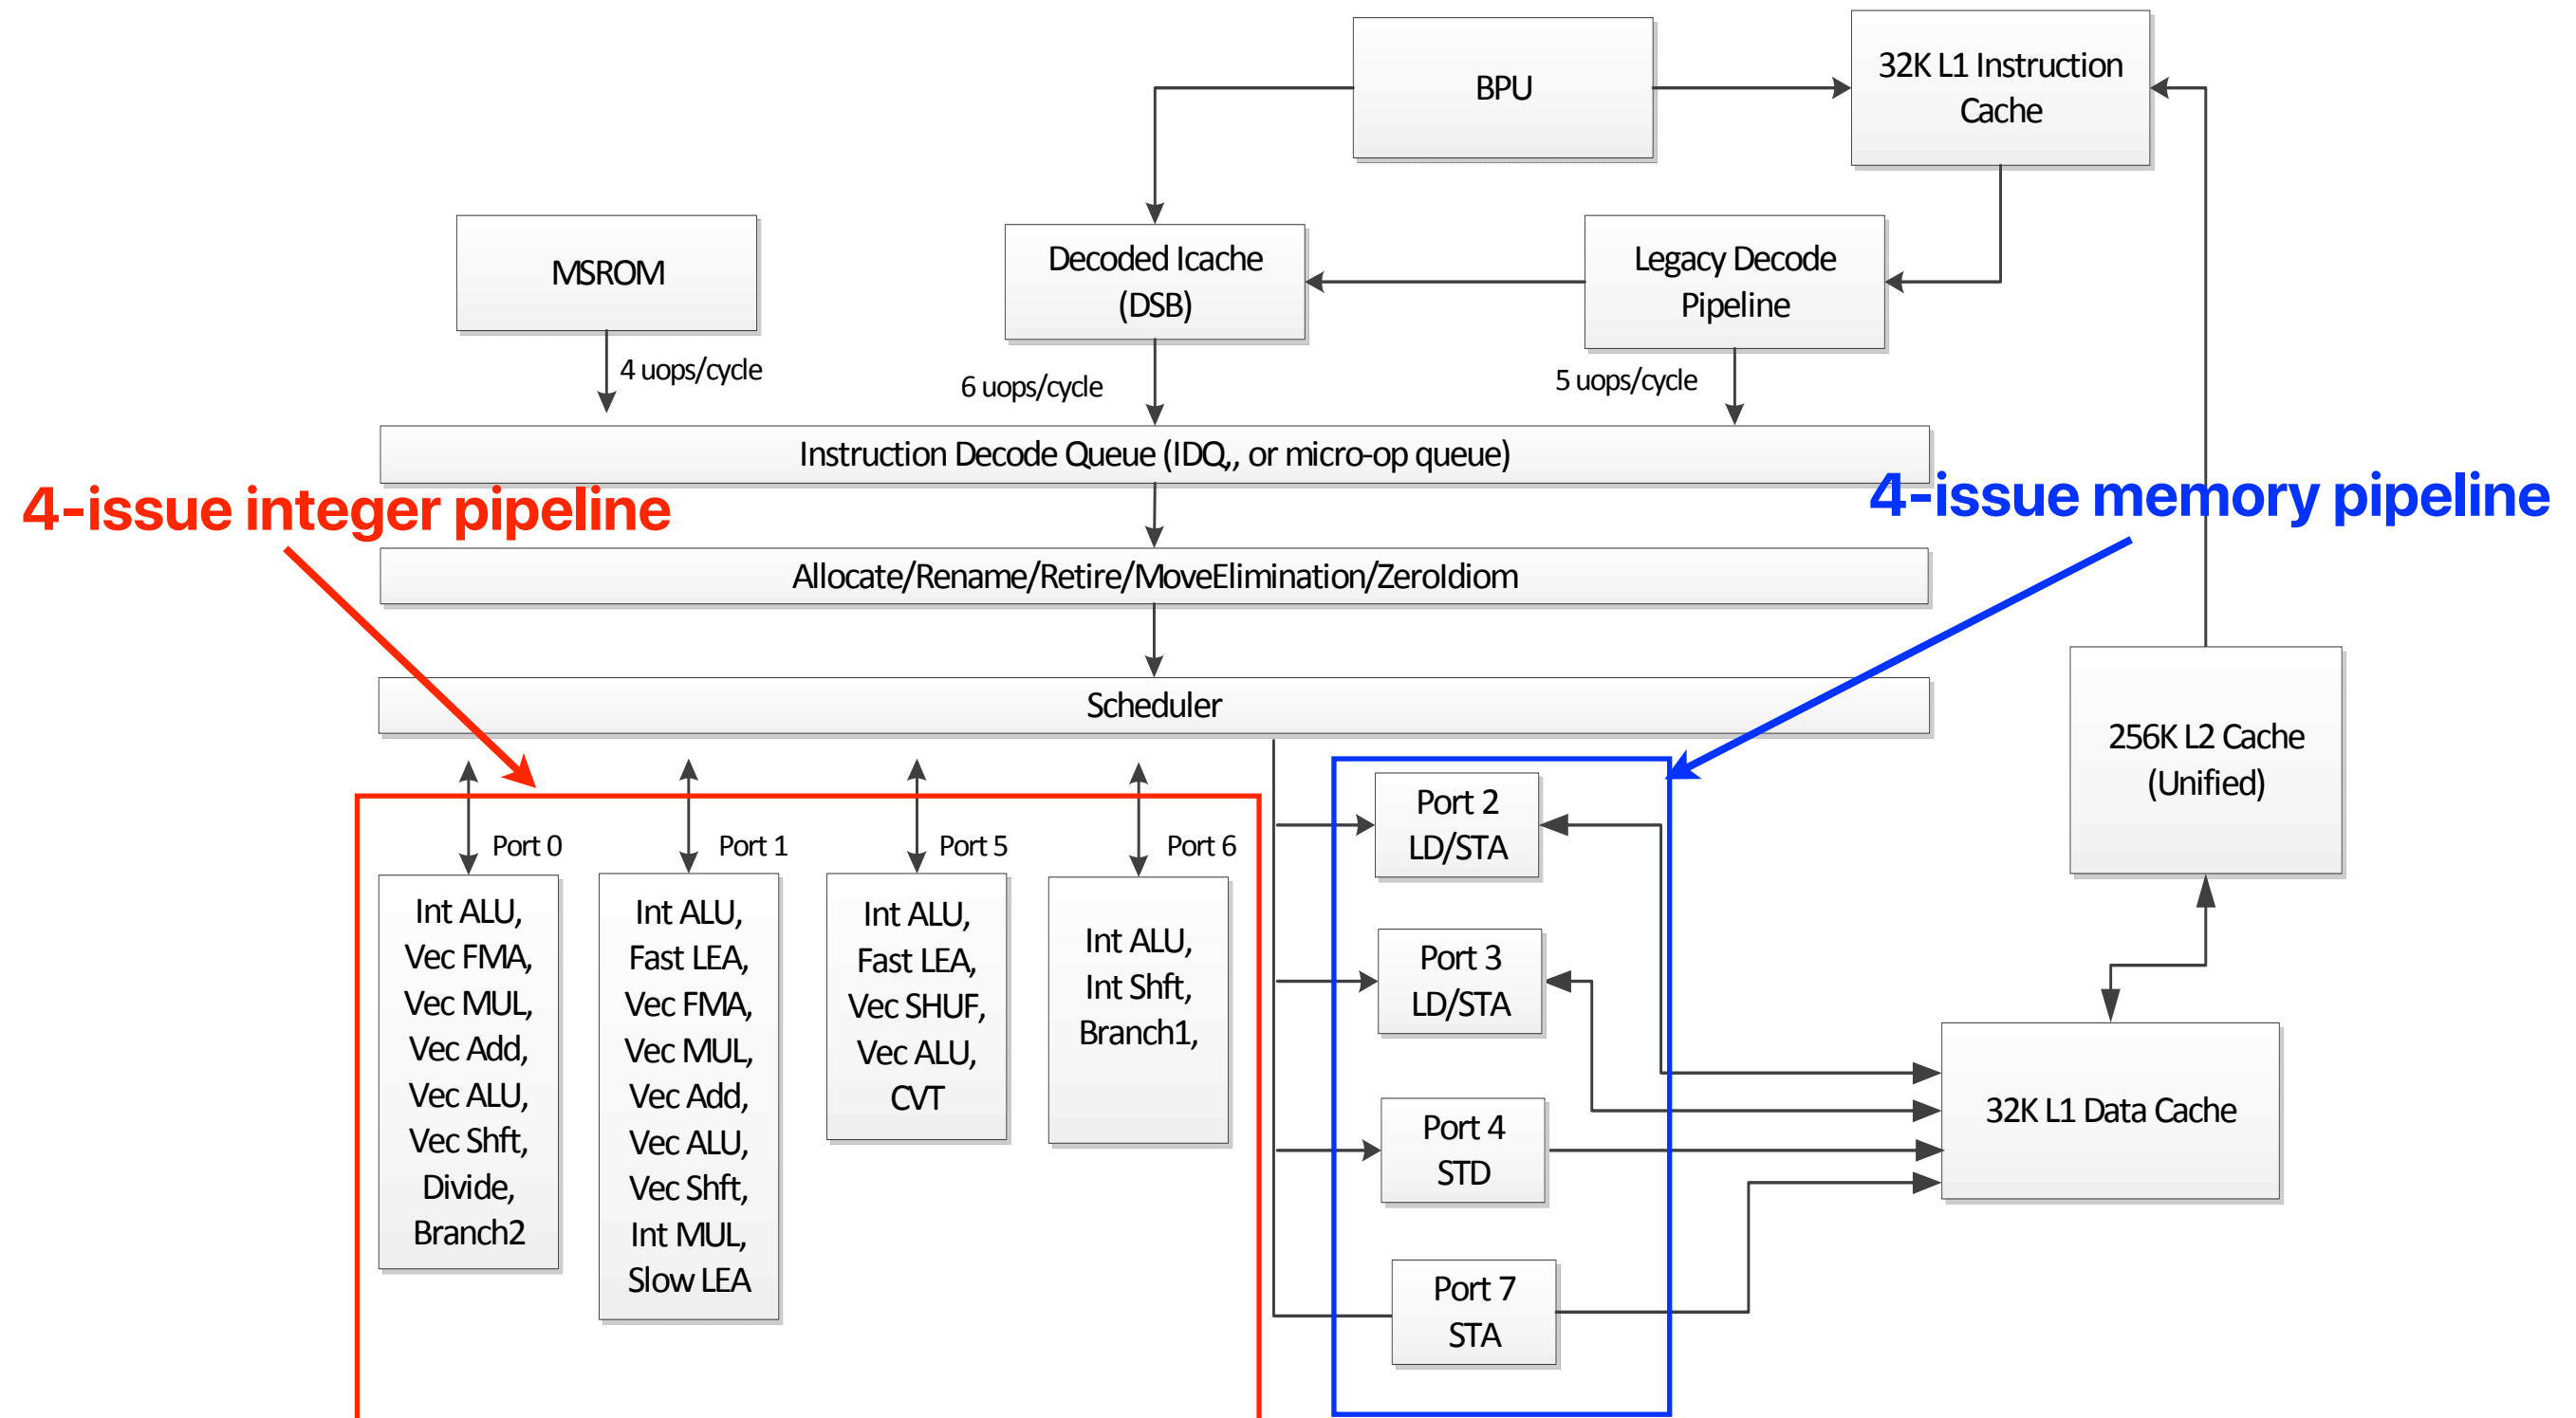 BPU
32K L1 Instruction
Cache
MSROM
Decoded Icache
(DSB)
Legacy Decode
Pipeline
4 uops/cycle
6 uops/cycle
5 uops/cycle
Instruction Decode Queue (IDQ,, or micro-op queue)
4-issue integer pipeline
4-issue memory pipeline
Allocate/Rename/Retire/MoveElimination/ZeroIdiom
Scheduler
256K L2 Cache
(Unified)
Port 0
Int ALU,
Vec FMA,
Vec MUL,
Vec Add,
Vec ALU,
Vec Shft,
Divide,
Branch2
Port 1
Int ALU,
Fast LEA,
Vec FMA,
Vec MUL,
Vec Add,
Vec ALU,
Vec Shft,
Int MUL,
Slow LEA
Port 5
Int ALU,
Fast LEA,
Vec SHUF,
Vec ALU,
CVT
Port 6
Int ALU,
Int Shft,
Branch1,
Port 2
LD/STA
Port 3
LD/STA
Port 4
STD
Port 7
STA
32K L1 Data Cache